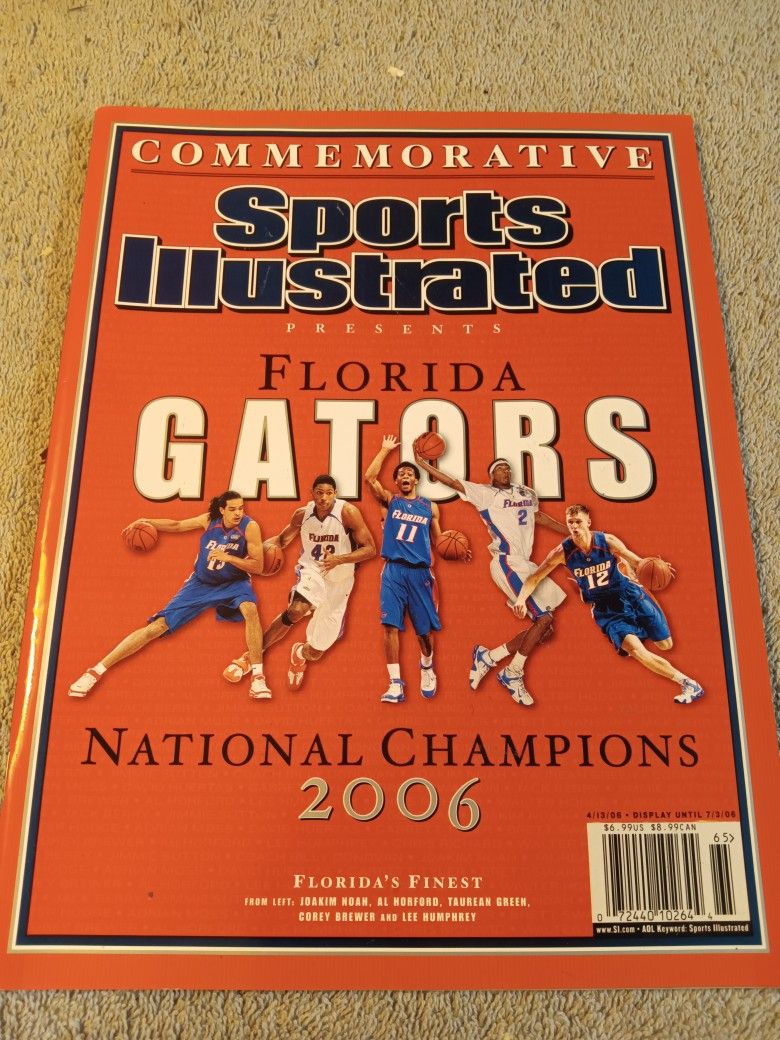 COMMEMORATIVE
Sports
Illustrated
PRESENTS
FLORIDA
GATORS
FLORIDA
13
FLORIDA
42
FLORIDA
11
FLORIDA
2
FLORIDA
12
NATIONAL CHAMPIONS
2006
4/13/06 • DISPLAY UNTIL 7/3/06
$6.99US $8.99CAN
65>
0 72440 10264 4
www.SI.com • AOL Keyword: Sports Illustrated
FLORIDA'S FINEST
FROM LEFT: JOAKIM NOAH, AL HORFORD, TAUREAN GREEN,
COREY BREWER AND LEE HUMPHREY